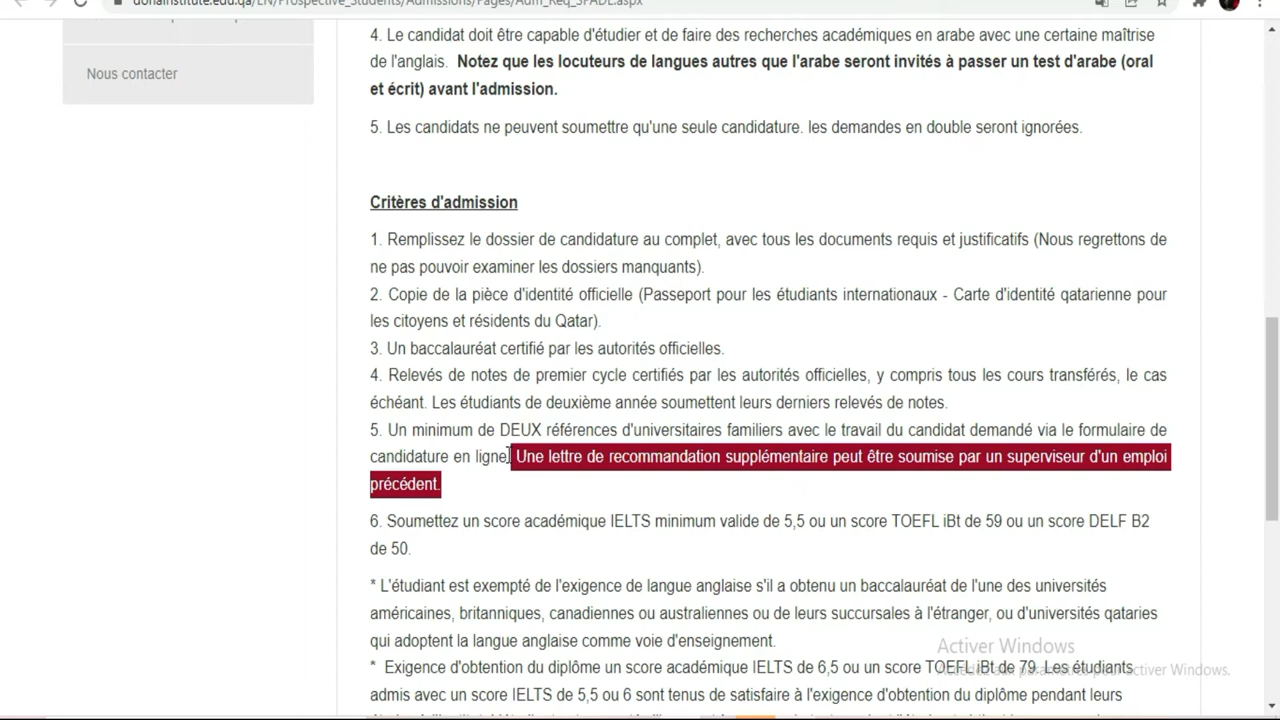 donainstitute.edu.qa/EN/Prospective_Students/Admissions/Pages/Adm_Req_SPADE.aspx
Nous contacter
4. Le candidat doit être capable d'étudier et de faire des recherches académiques en arabe avec une certaine maîtrise
de l'anglais. Notez que les locuteurs de langues autres que l'arabe seront invités à passer un test d'arabe (oral
et écrit) avant l'admission.
5. Les candidats ne peuvent soumettre qu'une seule candidature. les demandes en double seront ignorées.
Critères d'admission
1. Remplissez le dossier de candidature au complet, avec tous les documents requis et justificatifs (Nous regrettons de
ne pas pouvoir examiner les dossiers manquants).
2. Copie de la pièce d'identité officielle (Passeport pour les étudiants internationaux - Carte d'identité qatarienne pour
les citoyens et résidents du Qatar).
3. Un baccalauréat certifié par les autorités officielles.
4. Relevés de notes de premier cycle certifiés par les autorités officielles, y compris tous les cours transférés, le cas
échéant. Les étudiants de deuxième année soumettent leurs derniers relevés de notes.
5. Un minimum de DEUX références d'universitaires familiers avec le travail du candidat demandé via le formulaire de
candidature en ligne. Une lettre de recommandation supplémentaire peut être soumise par un superviseur d'un emploi
précédent.
6. Soumettez un score académique IELTS minimum valide de 5,5 ou un score TOEFL iBt de 59 ou un score DELF B2
de 50.
* L'étudiant est exempté de l'exigence de langue anglaise s'il a obtenu un baccalauréat de l'une des universités
américaines, britanniques, canadiennes ou australiennes ou de leurs succursales à l'étranger, ou d'universités qataries
qui adoptent la langue anglaise comme voie d'enseignement.
Activer Windows
* Exigence d'obtention du diplôme un score académique IELTS de 6,5 ou un score TOEFL iBt de 79. Les étudiants
Accédez aux paramètres pour activer Windows.
admis avec un score IELTS de 5,5 ou 6 sont tenus de satisfaire à l'exigence d'obtention du diplôme pendant leurs